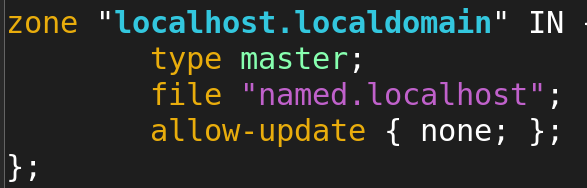 zone "localhost.localdomain" IN
type master;
file "named.localhost";
allow-update { none; };
};